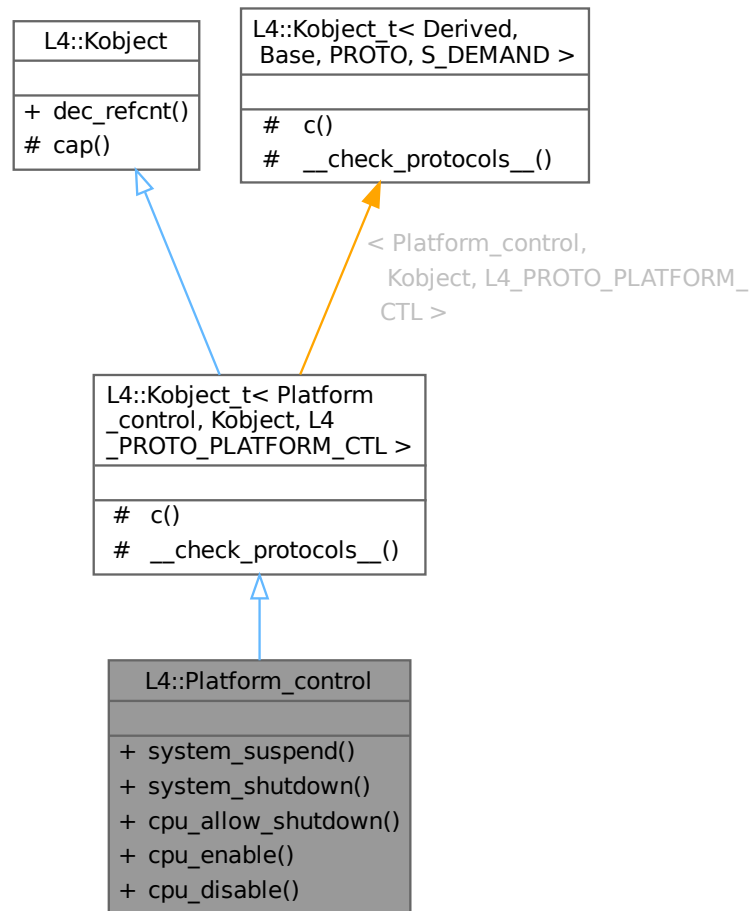 L4::Kobject
+ dec_refcnt()
# cap()
L4::Kobject_t< Derived,
Base, PROTO, S_DEMAND >
# c()
# __check_protocols__()
< Platform_control,
Kobject, L4_PROTO_PLATFORM_
CTL >
L4::Kobject_t< Platform
_control, Kobject, L4
_PROTO_PLATFORM_CTL >
# c()
# __check_protocols__()
L4::Platform_control
+ system_suspend()
+ system_shutdown()
+ cpu_allow_shutdown()
+ cpu_enable()
+ cpu_disable()